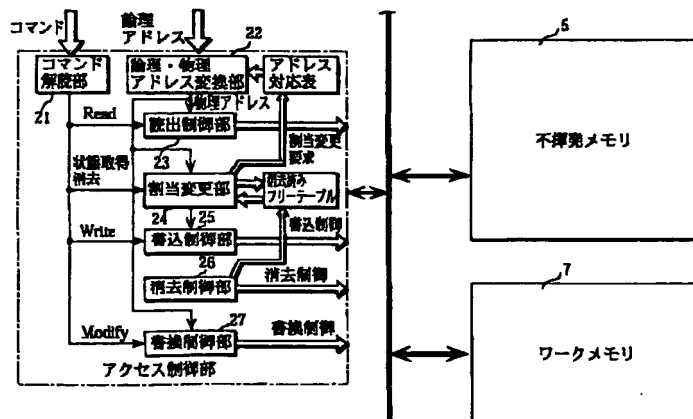 コマンド
論理
アドレス
22
5
コマンド
解読部
論理・物理
アドレス変換部
アドレス
対応表
21
物理アドレス
Read
読出制御部
23
割当変更
要求
不揮発メモリ
状態取得
消去
割当変更部
消去済み
フリーテーブル
24
25
書込制御
Write
書込制御部
26
消去制御部
消去制御
7
27
Modify
書換制御部
書換制御
アクセス制御部
ワークメモリ